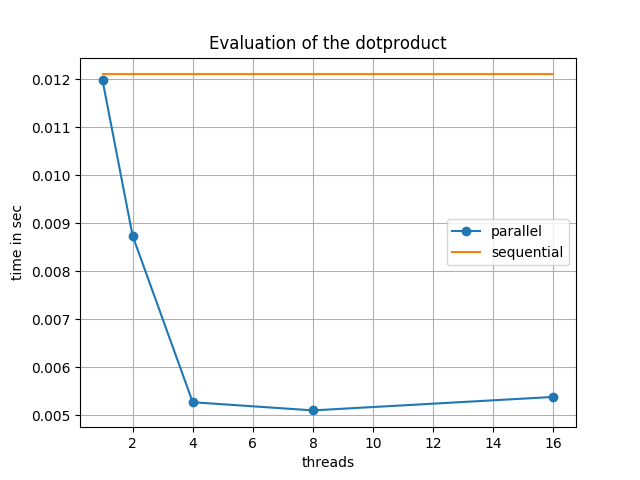 Evaluation of the dotproduct
0.012
0.011
0.010
0.009
0.008
0.007
0.006
0.005
time in sec
parallel
sequential
2 4 6 8 10 12 14 16
threads